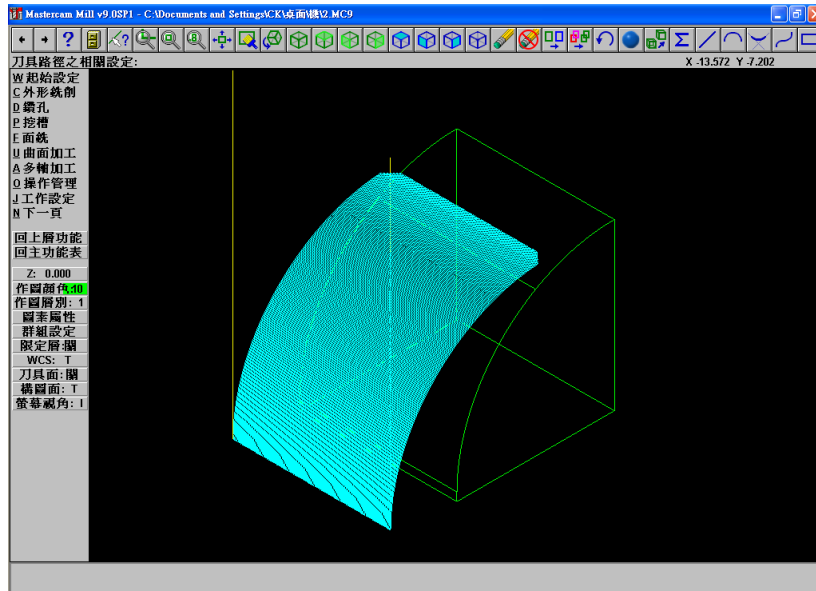 Mastercam Mill v9.0SP1 - C:\Documents and Settings\CK\桌面\機\2.MC9
刀具路徑之相關設定:
X -13.572 Y -7.202
W 起始設定
C 外形銑削
D 鑽孔
P 挖槽
F 面銑
U 曲面加工
A 多軸加工
O 操作管理
J 工作設定
N 下一頁
回上層功能
回主功能表
Z: 0.000
作圖顏色:10
作圖層別: 1
圖素屬性
群組設定
限定層:關
WCS: T
刀具面:關
構圖面: T
螢幕視角: I